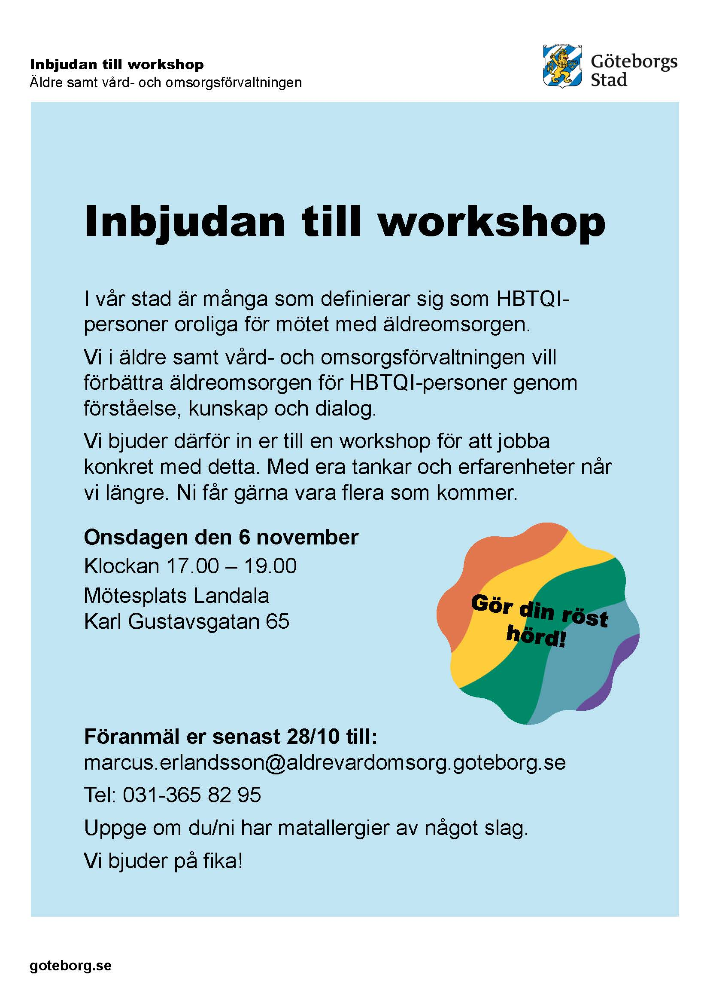 Inbjudan till workshop
Äldre samt vård- och omsorgsförvaltningen
Göteborgs
Stad
Inbjudan till workshop
I vår stad är många som definierar sig som HBTQI-
personer oroliga för mötet med äldreomsorgen.
Vi i äldre samt vård- och omsorgsförvaltningen vill
förbättra äldreomsorgen för HBTQI-personer genom
förståelse, kunskap och dialog.
Vi bjuder därför in er till en workshop för att jobba
konkret med detta. Med era tankar och erfarenheter når
vi längre. Ni får gärna vara flera som kommer.
Onsdagen den 6 november
Klockan 17.00 – 19.00
Mötesplats Landala
Karl Gustavsgatan 65
Gör din röst
hörd!
Föranmäl er senast 28/10 till:
marcus.erlandsson@aldrevardomsorg.goteborg.se
Tel: 031-365 82 95
Uppge om du/ni har matallergier av något slag.
Vi bjuder på fika!
goteborg.se